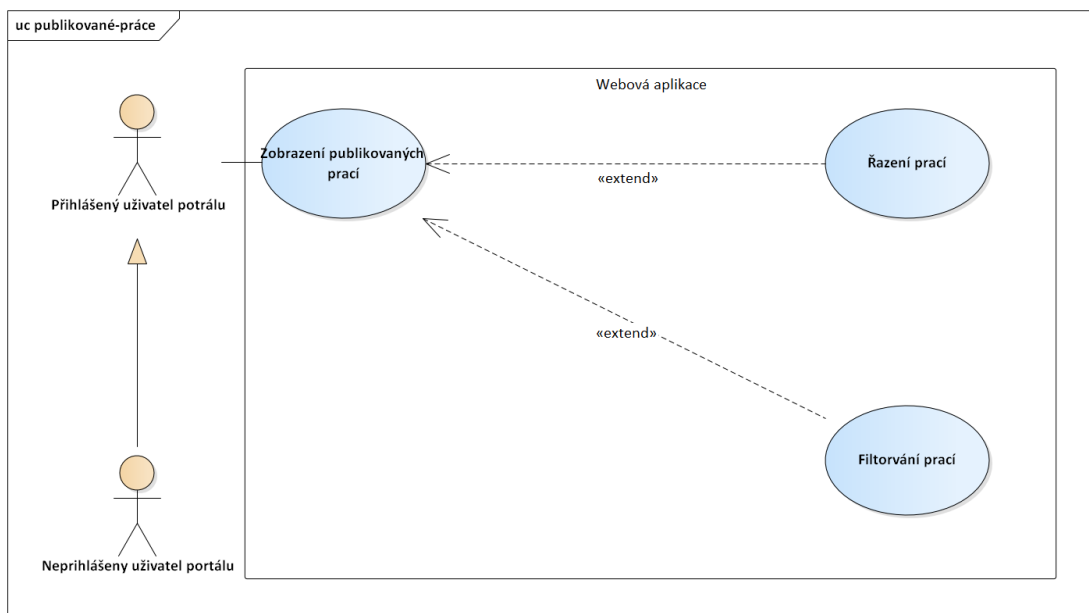 uc publikované-práce
Webová aplikace
Zobrazení publikovaných
prací
Řazení prací
«extend»
Přihlášený uživatel potrálu
«extend»
Filtorvání prací
Neprihlášeny uživatel portálu